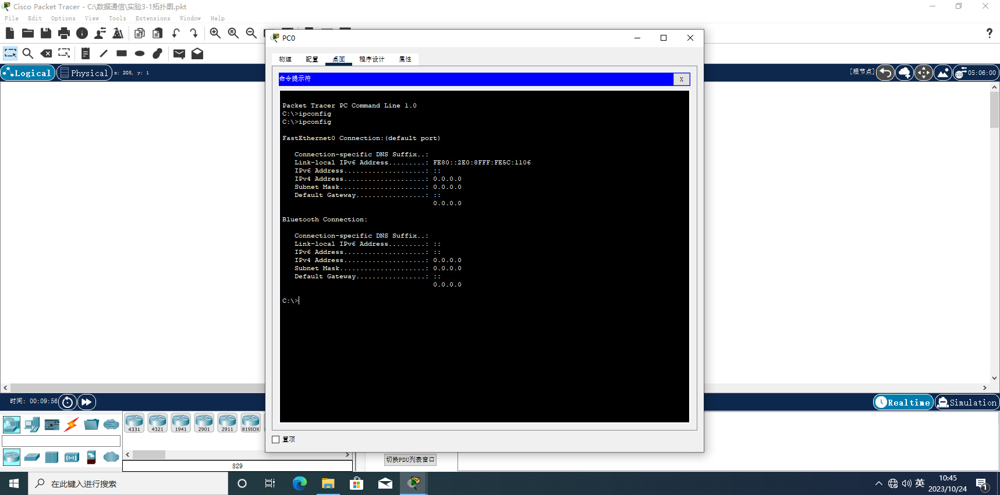 Cisco Packet Tracer - C:\数据通信\实验3-1拓扑图.pkt
File Edit Options View Tools Extensions Window Help
?
PC0
物理 配置 桌面 程序设计 属性
Logical Physical x: 205, y: 1
[根节点] 05:06:00
命令提示符 X
Packet Tracer PC Command Line 1.0
C:\>ipconfig
C:\>ipconfig
FastEthernet0 Connection:(default port)
Connection-specific DNS Suffix..:
Link-local IPv6 Address.........: FE80::2E0:8FFF:FE5C:1106
IPv6 Address....................: ::
IPv4 Address....................: 0.0.0.0
Subnet Mask.....................: 0.0.0.0
Default Gateway.................: ::
0.0.0.0
Bluetooth Connection:
Connection-specific DNS Suffix..:
Link-local IPv6 Address.........: ::
IPv6 Address....................: ::
IPv4 Address....................: 0.0.0.0
Subnet Mask.....................: 0.0.0.0
Default Gateway.................: ::
0.0.0.0
C:\>
时间: 00:09:56
Realtime Simulation
4331 4321 1941 2901 2911 819IOX
置顶
829
切换PDU列表窗口
在此键入进行搜索
英
10:45
2023/10/24
1